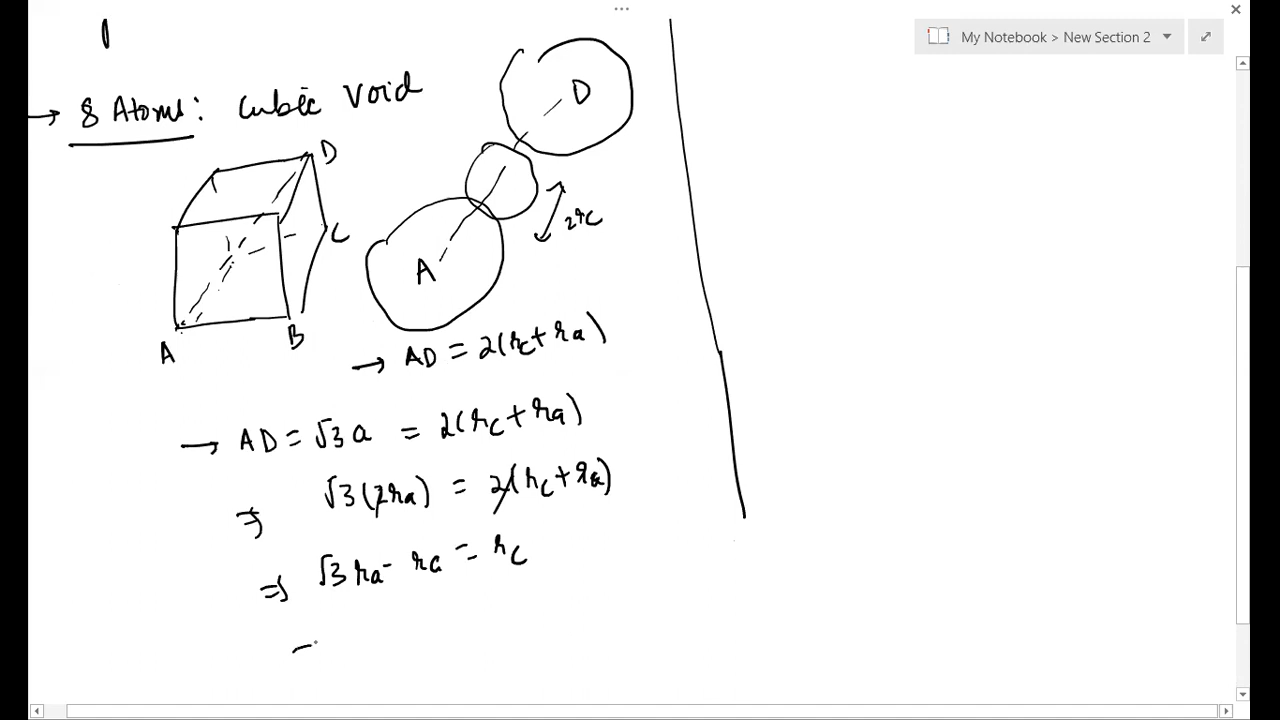 My Notebook > New Section 2
→ 8 Atoms: Cubic Void
D
C
A
B
D
A
2rc
→ AD = 2(rc + ra)
→ AD = √3 a = 2(rc + ra)
⇒ √3(2ra) = 2(rc + ra)
⇒ √3 ra - ra = rc